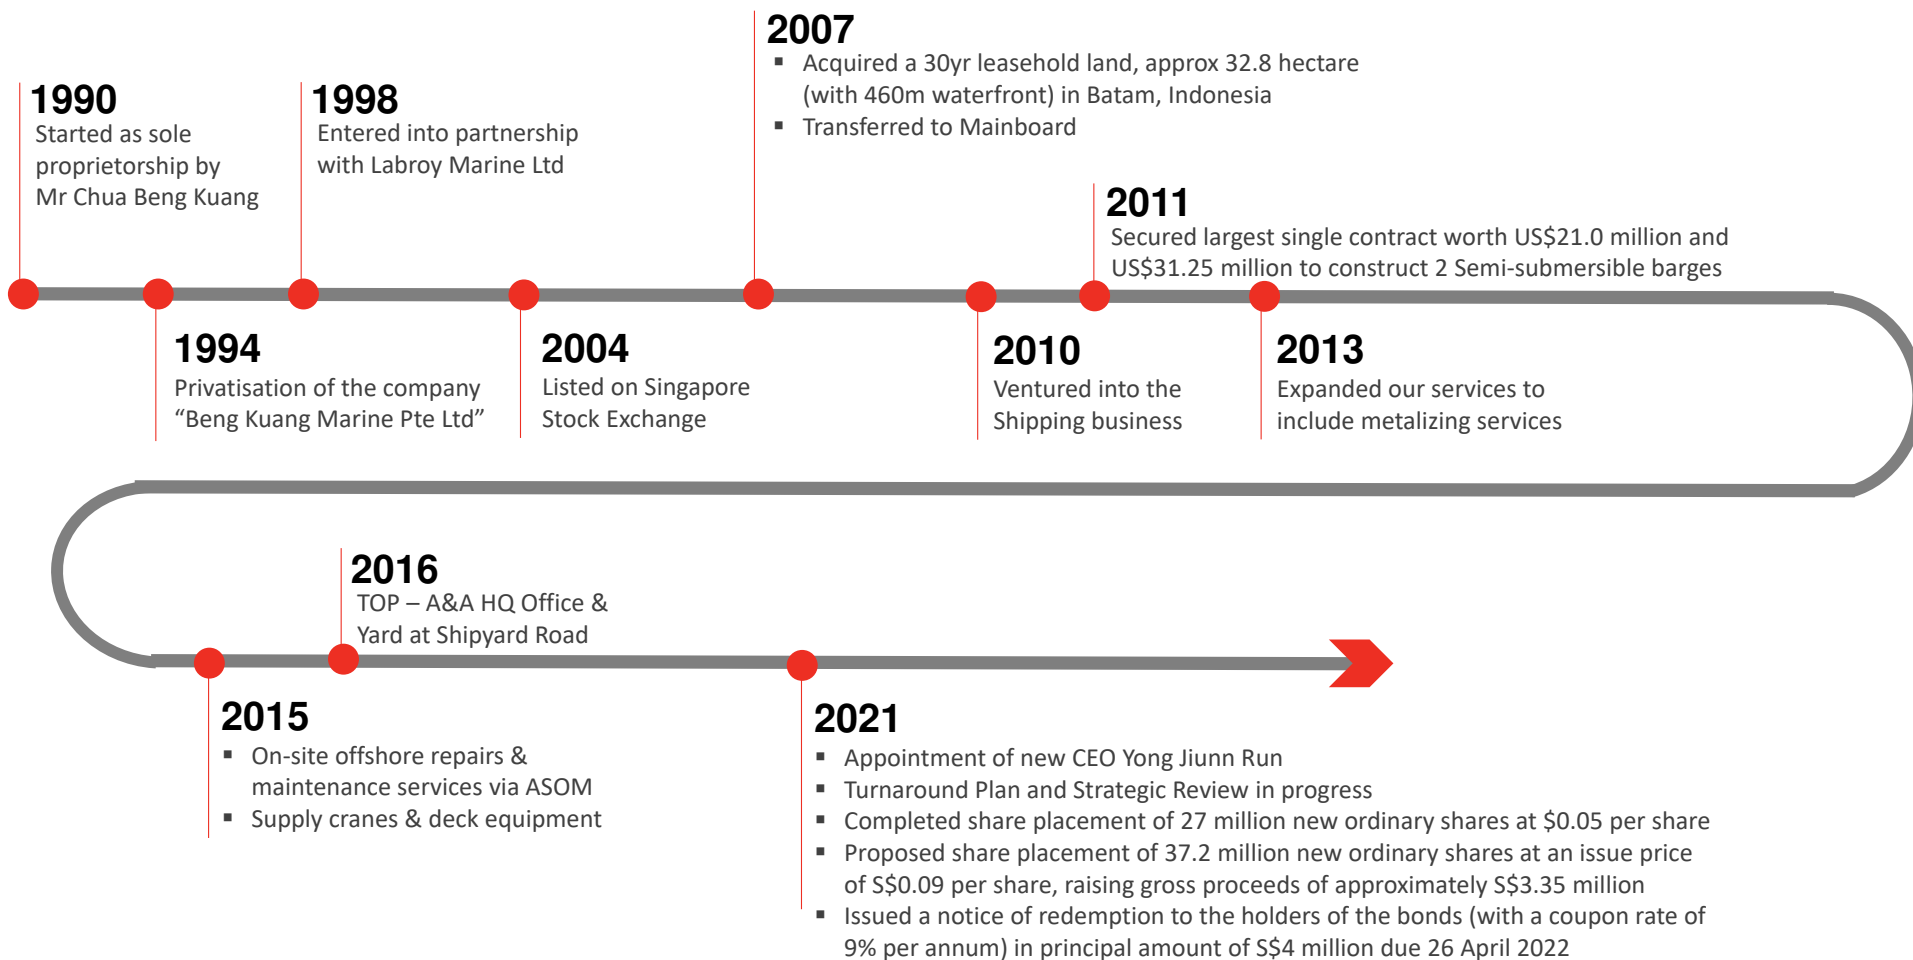 1990
Started as sole
proprietorship by
Mr Chua Beng Kuang
1994
Privatisation of the company
“Beng Kuang Marine Pte Ltd”
1998
Entered into partnership
with Labroy Marine Ltd
2004
Listed on Singapore
Stock Exchange
2007
▪ Acquired a 30yr leasehold land, approx 32.8 hectare
(with 460m waterfront) in Batam, Indonesia
▪ Transferred to Mainboard
2010
Ventured into the
Shipping business
2011
Secured largest single contract worth US$21.0 million and
US$31.25 million to construct 2 Semi-submersible barges
2013
Expanded our services to
include metalizing services
2015
▪ On-site offshore repairs &
maintenance services via ASOM
▪ Supply cranes & deck equipment
2016
TOP – A&A HQ Office &
Yard at Shipyard Road
2021
▪ Appointment of new CEO Yong Jiunn Run
▪ Turnaround Plan and Strategic Review in progress
▪ Completed share placement of 27 million new ordinary shares at $0.05 per share
▪ Proposed share placement of 37.2 million new ordinary shares at an issue price
of S$0.09 per share, raising gross proceeds of approximately S$3.35 million
▪ Issued a notice of redemption to the holders of the bonds (with a coupon rate of
9% per annum) in principal amount of S$4 million due 26 April 2022